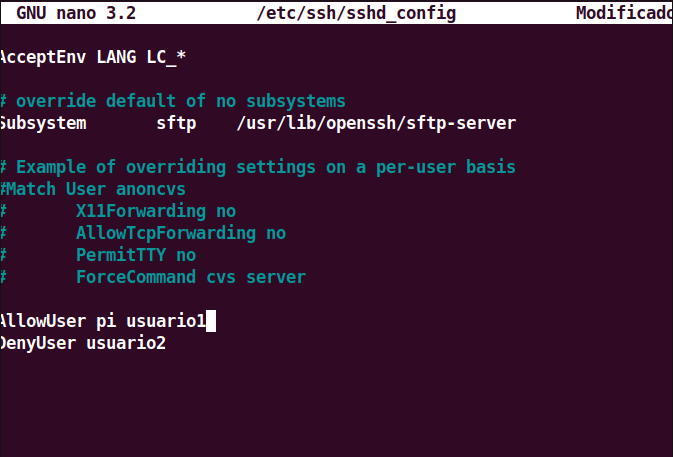 GNU nano 3.2 /etc/ssh/sshd_config Modificado
AcceptEnv LANG LC_*
# override default of no subsystems
Subsystem sftp /usr/lib/openssh/sftp-server
# Example of overriding settings on a per-user basis
#Match User anoncvs
# X11Forwarding no
# AllowTcpForwarding no
# PermitTTY no
# ForceCommand cvs server
AllowUser pi usuario1
DenyUser usuario2